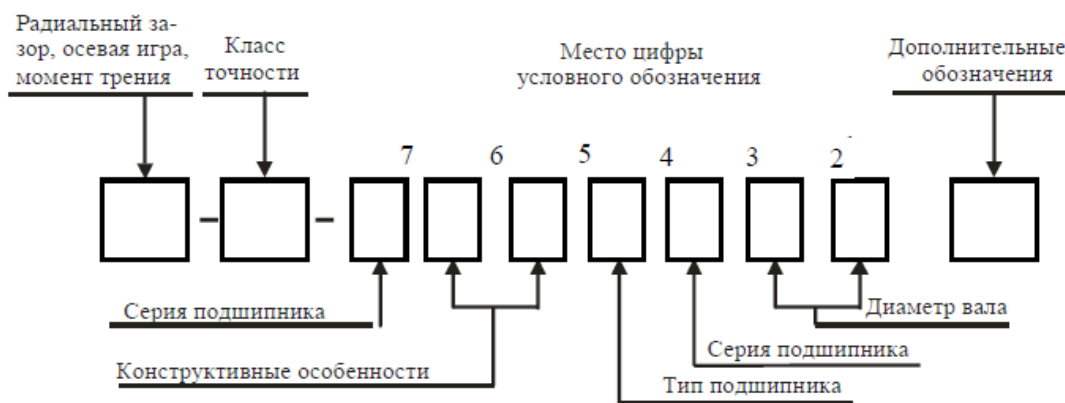 Радиальный за-
зор, осевая игра,
момент трения
Класс
точности
Место цифры
условного обозначения
Дополнительные
обозначения
7 6 5 4 3 2
Серия подшипника
Диаметр вала
Серия подшипника
Конструктивные особенности
Тип подшипника